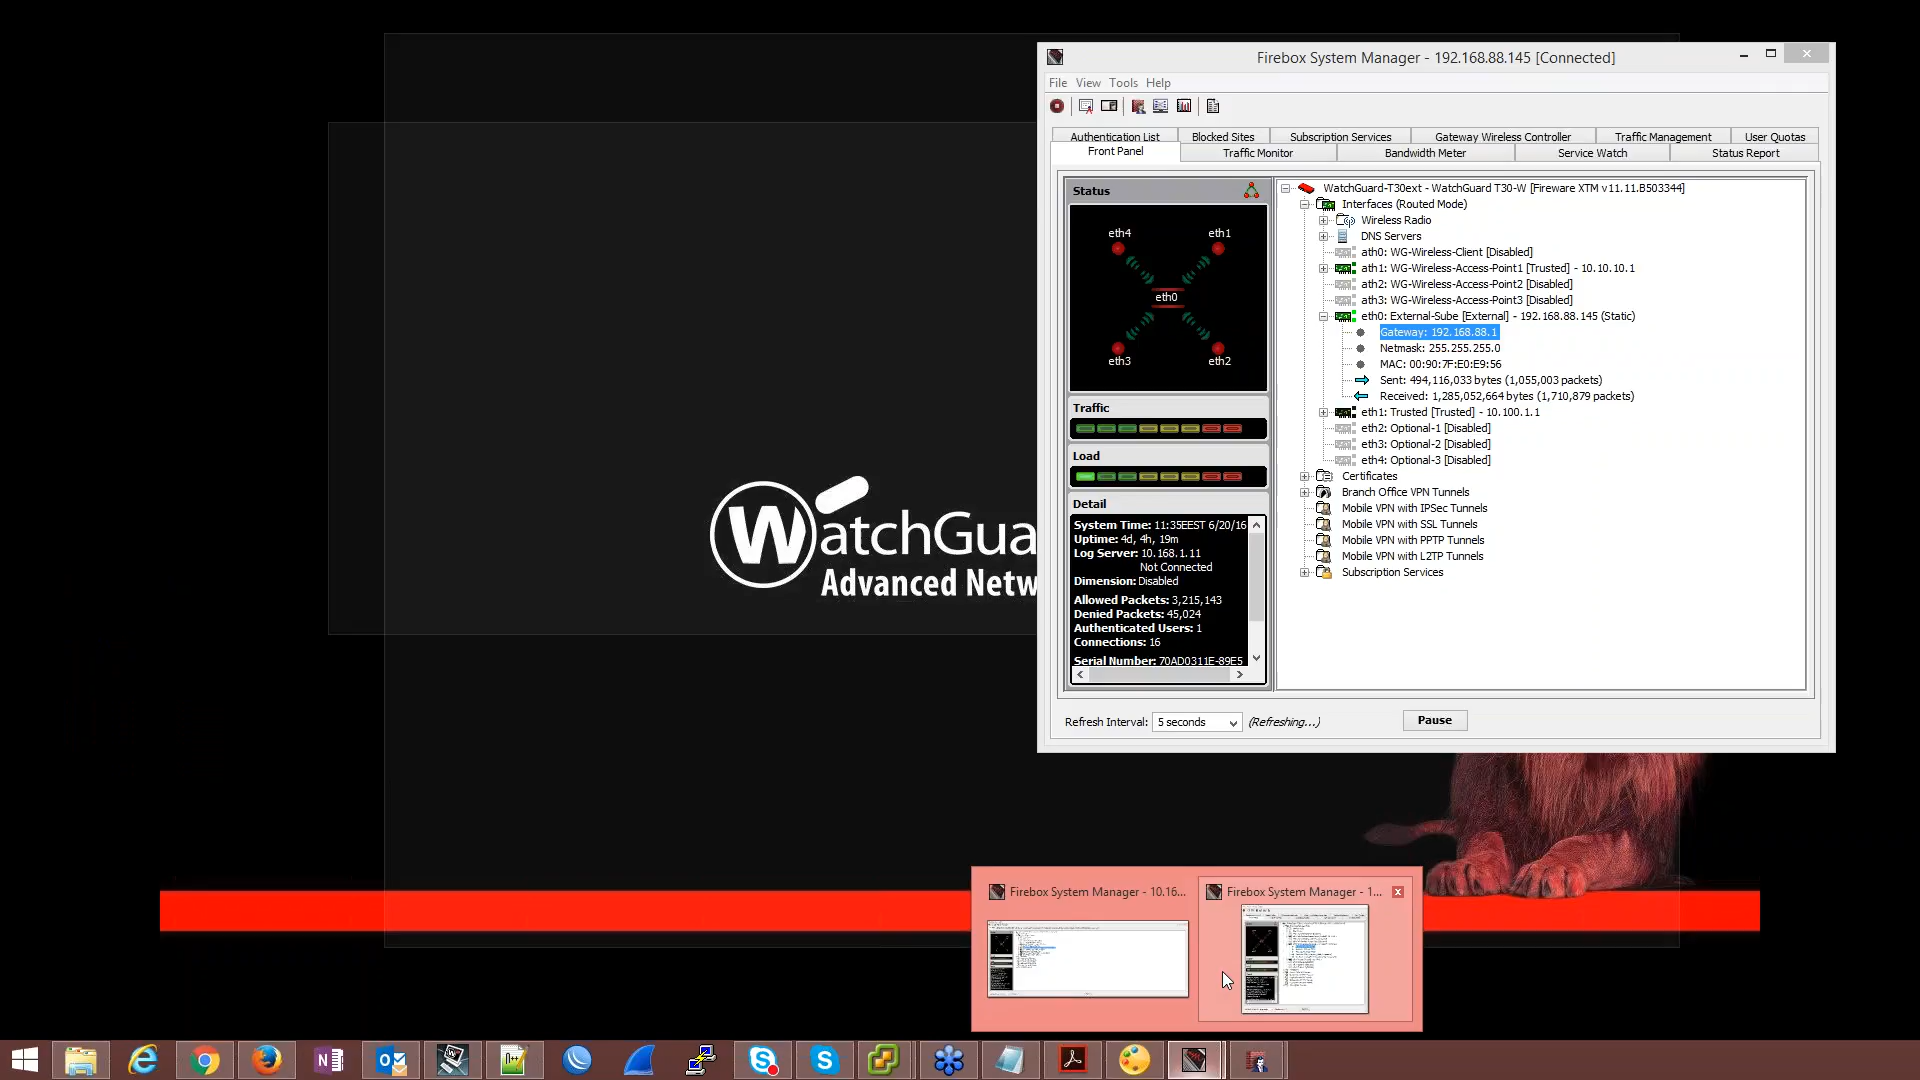 Firebox System Manager - 192.168.88.145 [Connected]
File View Tools Help
Authentication List Blocked Sites Subscription Services Gateway Wireless Controller Traffic Management User Quotas
Front Panel Traffic Monitor Bandwidth Meter Service Watch Status Report
Status
eth4 eth1
eth0
eth3 eth2
Traffic
Load
Detail
System Time: 11:35EEST 6/20/16
Uptime: 4d, 4h, 19m
Log Server: 10.168.1.11
Not Connected
Dimension: Disabled
Allowed Packets: 3,215,143
Denied Packets: 45,024
Authenticated Users: 1
Connections: 16
Serial Number: 70AD0311E-89E5
WatchGuard-T30ext - WatchGuard T30-W [Fireware XTM v11.11.B503344]
Interfaces (Routed Mode)
Wireless Radio
DNS Servers
ath0: WG-Wireless-Client [Disabled]
ath1: WG-Wireless-Access-Point1 [Trusted] - 10.10.10.1
ath2: WG-Wireless-Access-Point2 [Disabled]
ath3: WG-Wireless-Access-Point3 [Disabled]
eth0: External-Sube [External] - 192.168.88.145 (Static)
Gateway: 192.168.88.1
Netmask: 255.255.255.0
MAC: 00:90:7F:E0:E9:56
Sent: 494,116,033 bytes (1,055,003 packets)
Received: 1,285,052,664 bytes (1,710,879 packets)
eth1: Trusted [Trusted] - 10.100.1.1
eth2: Optional-1 [Disabled]
eth3: Optional-2 [Disabled]
eth4: Optional-3 [Disabled]
Certificates
Branch Office VPN Tunnels
Mobile VPN with IPSec Tunnels
Mobile VPN with SSL Tunnels
Mobile VPN with PPTP Tunnels
Mobile VPN with L2TP Tunnels
Subscription Services
Refresh Interval: 5 seconds (Refreshing...) Pause
WatchGua
Advanced Netw
Firebox System Manager - 10.16... Firebox System Manager - 1...